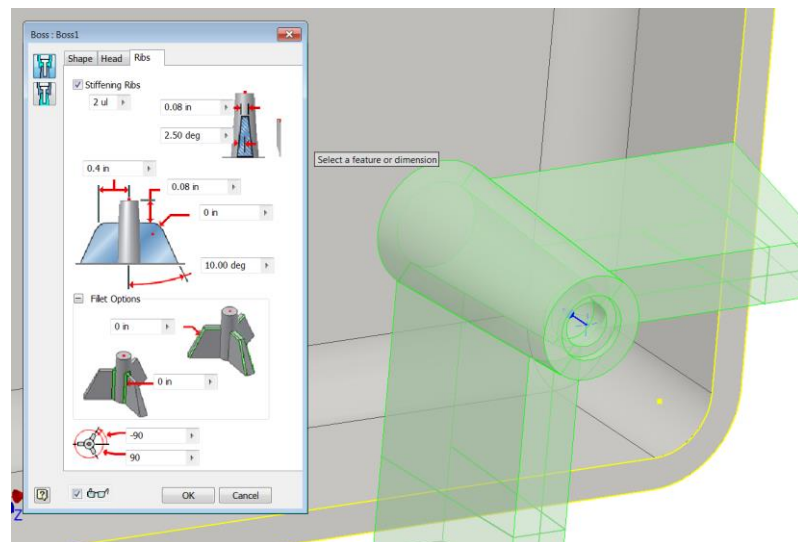 Boss : Boss1
Shape Head Ribs
Stiffening Ribs
2 ul
0.08 in
2.50 deg
Select a feature or dimension
0.4 in
0.08 in
0 in
10.00 deg
Fillet Options
0 in
0 in
-90
90
OK Cancel
Z